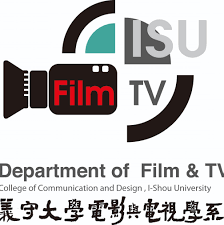 ISU
Film TV
Department of Film & TV
College of Communication and Design , I-Shou University
義守大學電影與電視學系